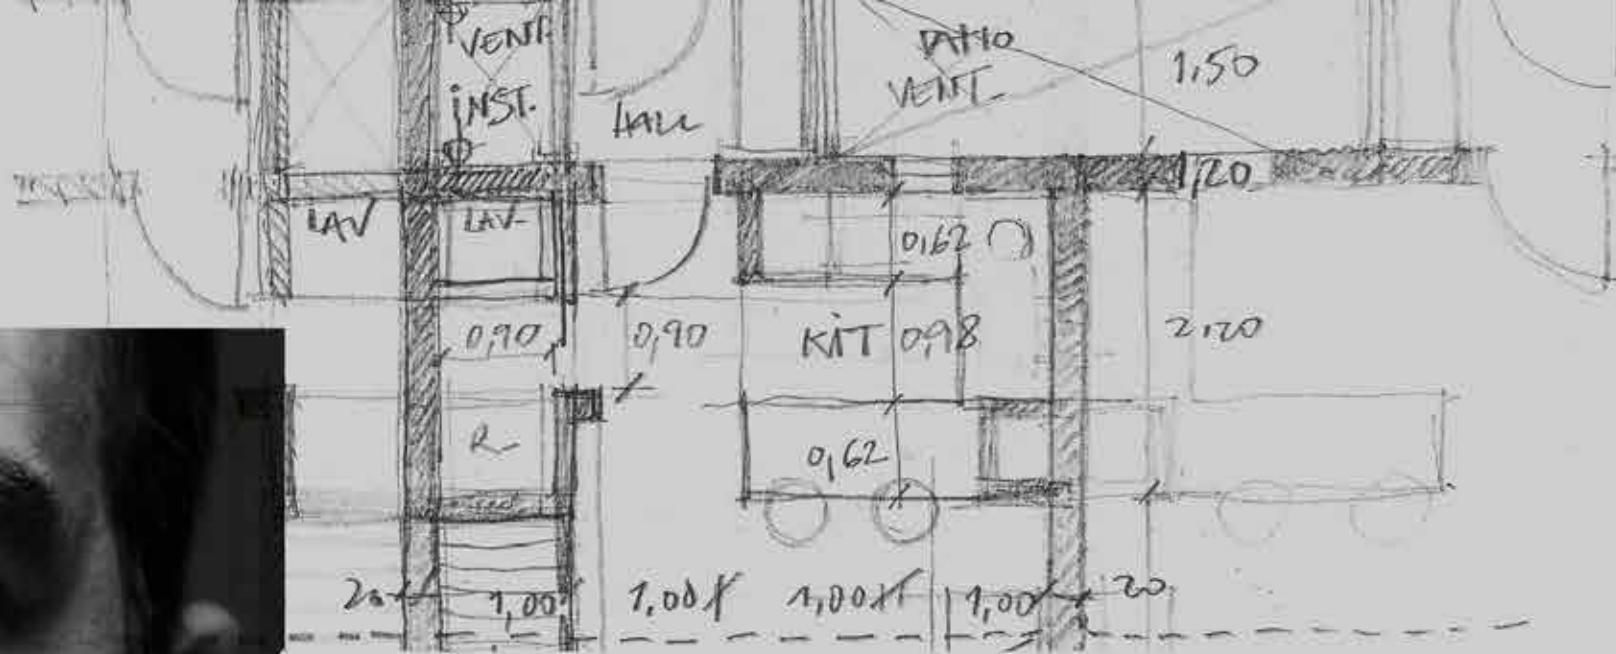 VENT.
INST.
HALL
PATIO
VENT.
1,50
1,20
LAV
LAV-
0,62
0,90
0,90
KIT
0,98
2,20
R
0,62
20
1,00
1,00
1,00
1,00
20